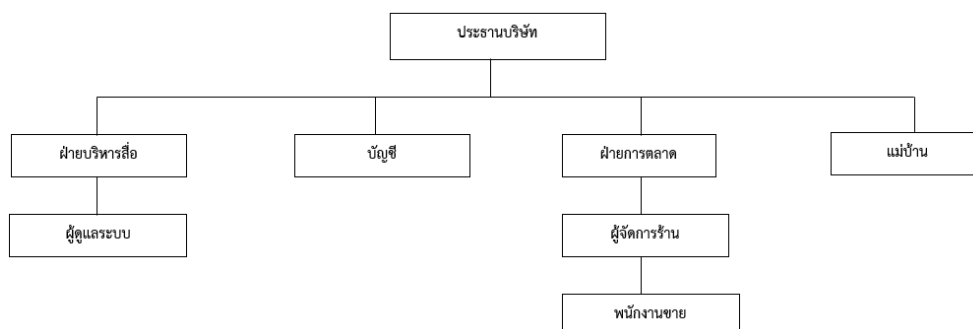 ประธานบริษัท
ฝ่ายบริหารสื่อ
บัญชี
ฝ่ายการตลาด
แม่บ้าน
ผู้ดูแลระบบ
ผู้จัดการร้าน
พนักงานขาย